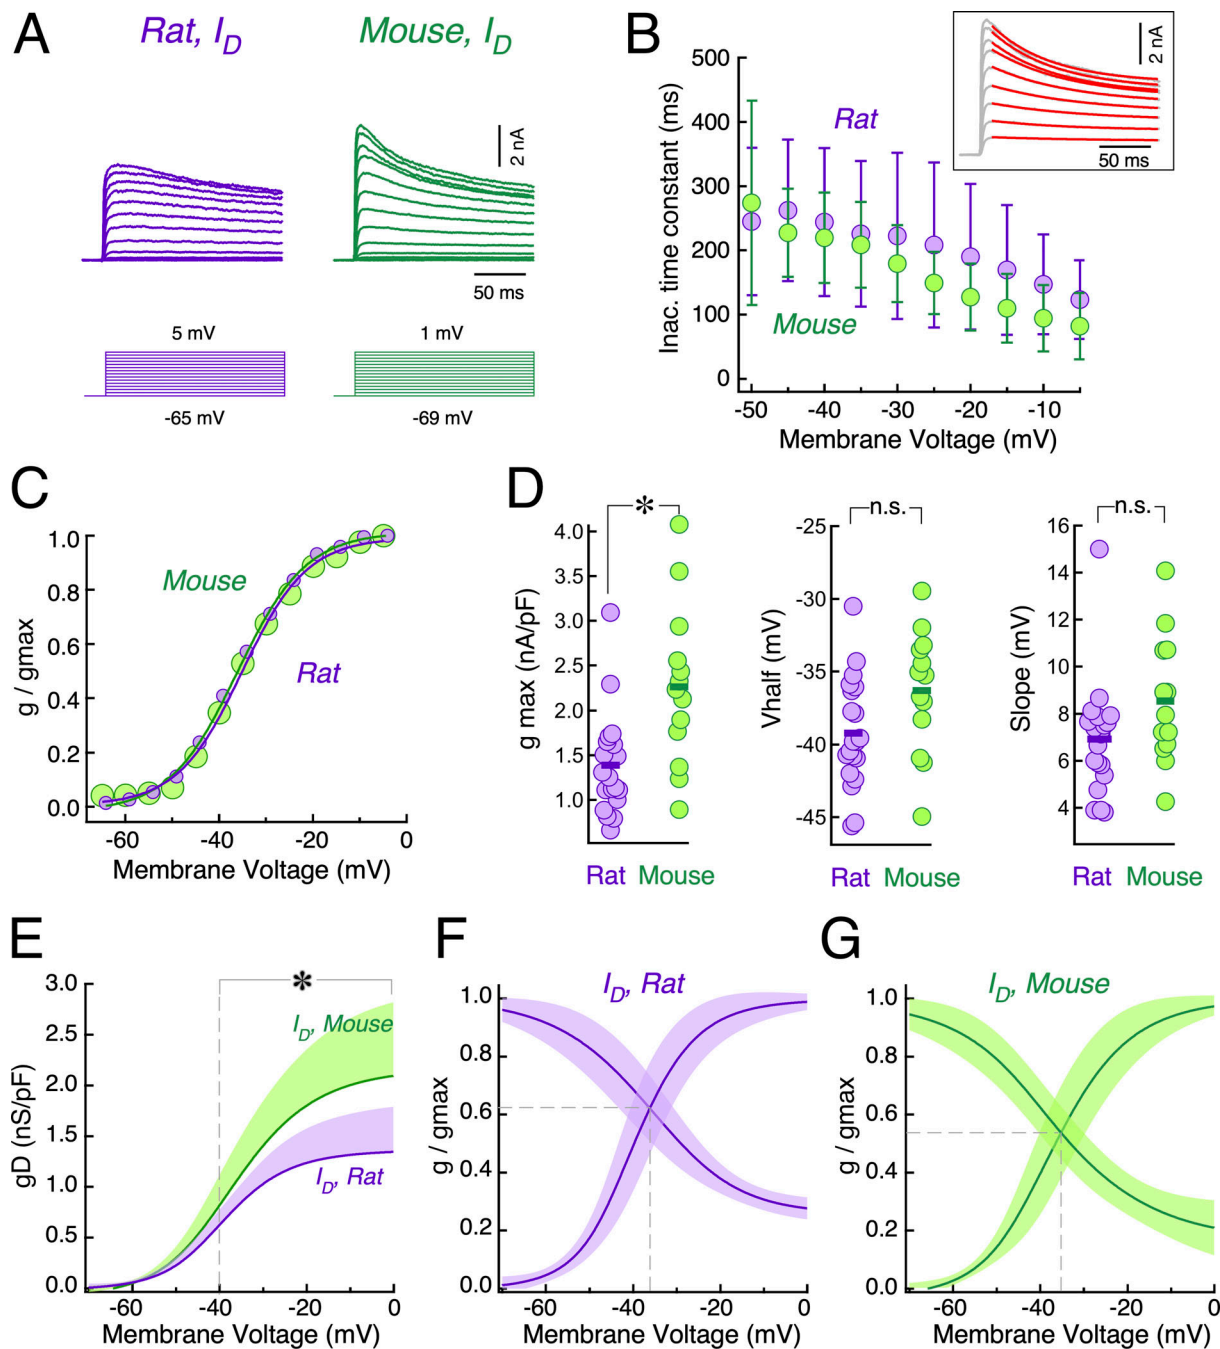 A
Rat, ID
Mouse, ID
2 nA
50 ms
5 mV
-65 mV
1 mV
-69 mV
B
Inac. time constant (ms)
500
400
300
200
100
0
Rat
Mouse
2 nA
50 ms
-50
-40
-30
-20
-10
Membrane Voltage (mV)
C
g / gmax
1.0
0.8
0.6
0.4
0.2
0.0
Mouse
Rat
-60
-40
-20
0
Membrane Voltage (mV)
D
g max (nA/pF)
4.0
3.5
3.0
2.5
2.0
1.5
1.0
*
Rat
Mouse
Vhalf (mV)
-25
-30
-35
-40
-45
n.s.
Rat
Mouse
Slope (mV)
16
14
12
10
8
6
4
n.s.
Rat
Mouse
E
gD (nS/pF)
3.0
2.5
2.0
1.5
1.0
0.5
0.0
*
ID, Mouse
ID, Rat
-60
-40
-20
0
Membrane Voltage (mV)
F
ID, Rat
g / gmax
1.0
0.8
0.6
0.4
0.2
0.0
-60
-40
-20
0
Membrane Voltage (mV)
G
ID, Mouse
g / gmax
1.0
0.8
0.6
0.4
0.2
0.0
-60
-40
-20
0
Membrane Voltage (mV)